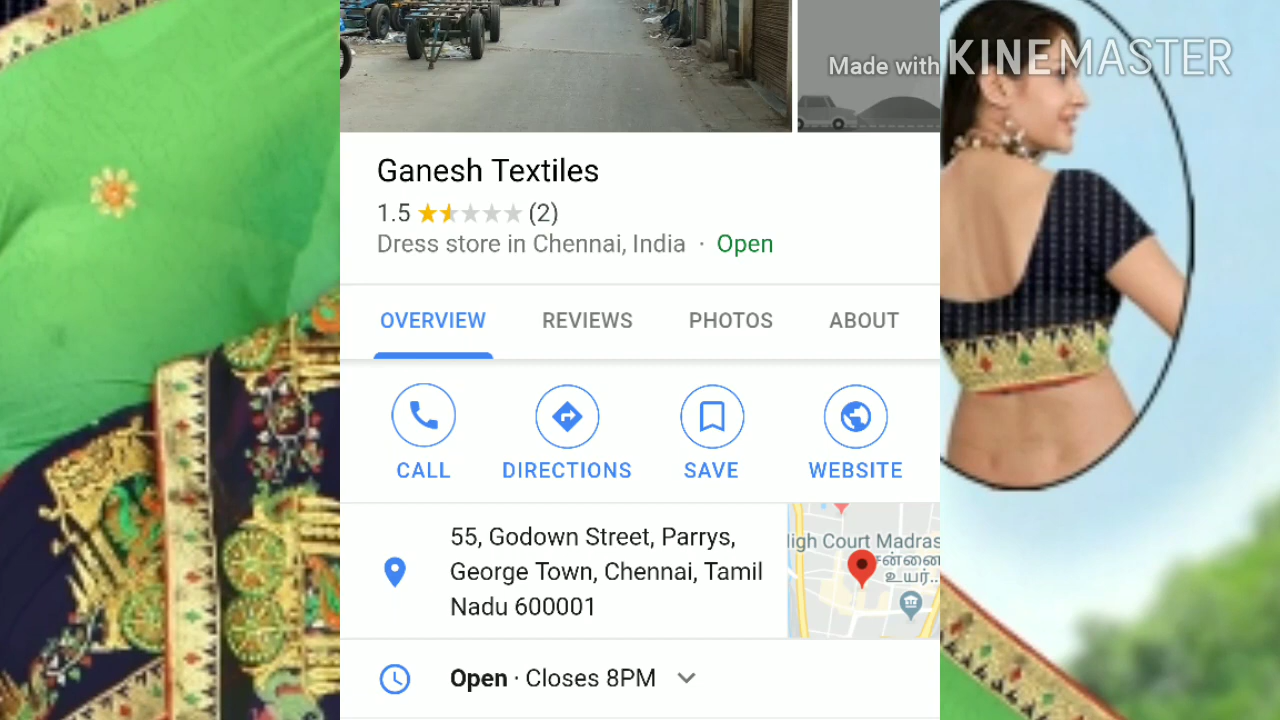 Made with KINEMASTER
Ganesh Textiles
1.5 (2)
Dress store in Chennai, India · Open
OVERVIEW REVIEWS PHOTOS ABOUT
CALL DIRECTIONS SAVE WEBSITE
55, Godown Street, Parrys,
George Town, Chennai, Tamil
Nadu 600001
igh Court Madras
சென்னை
உயர்..
Open · Closes 8PM